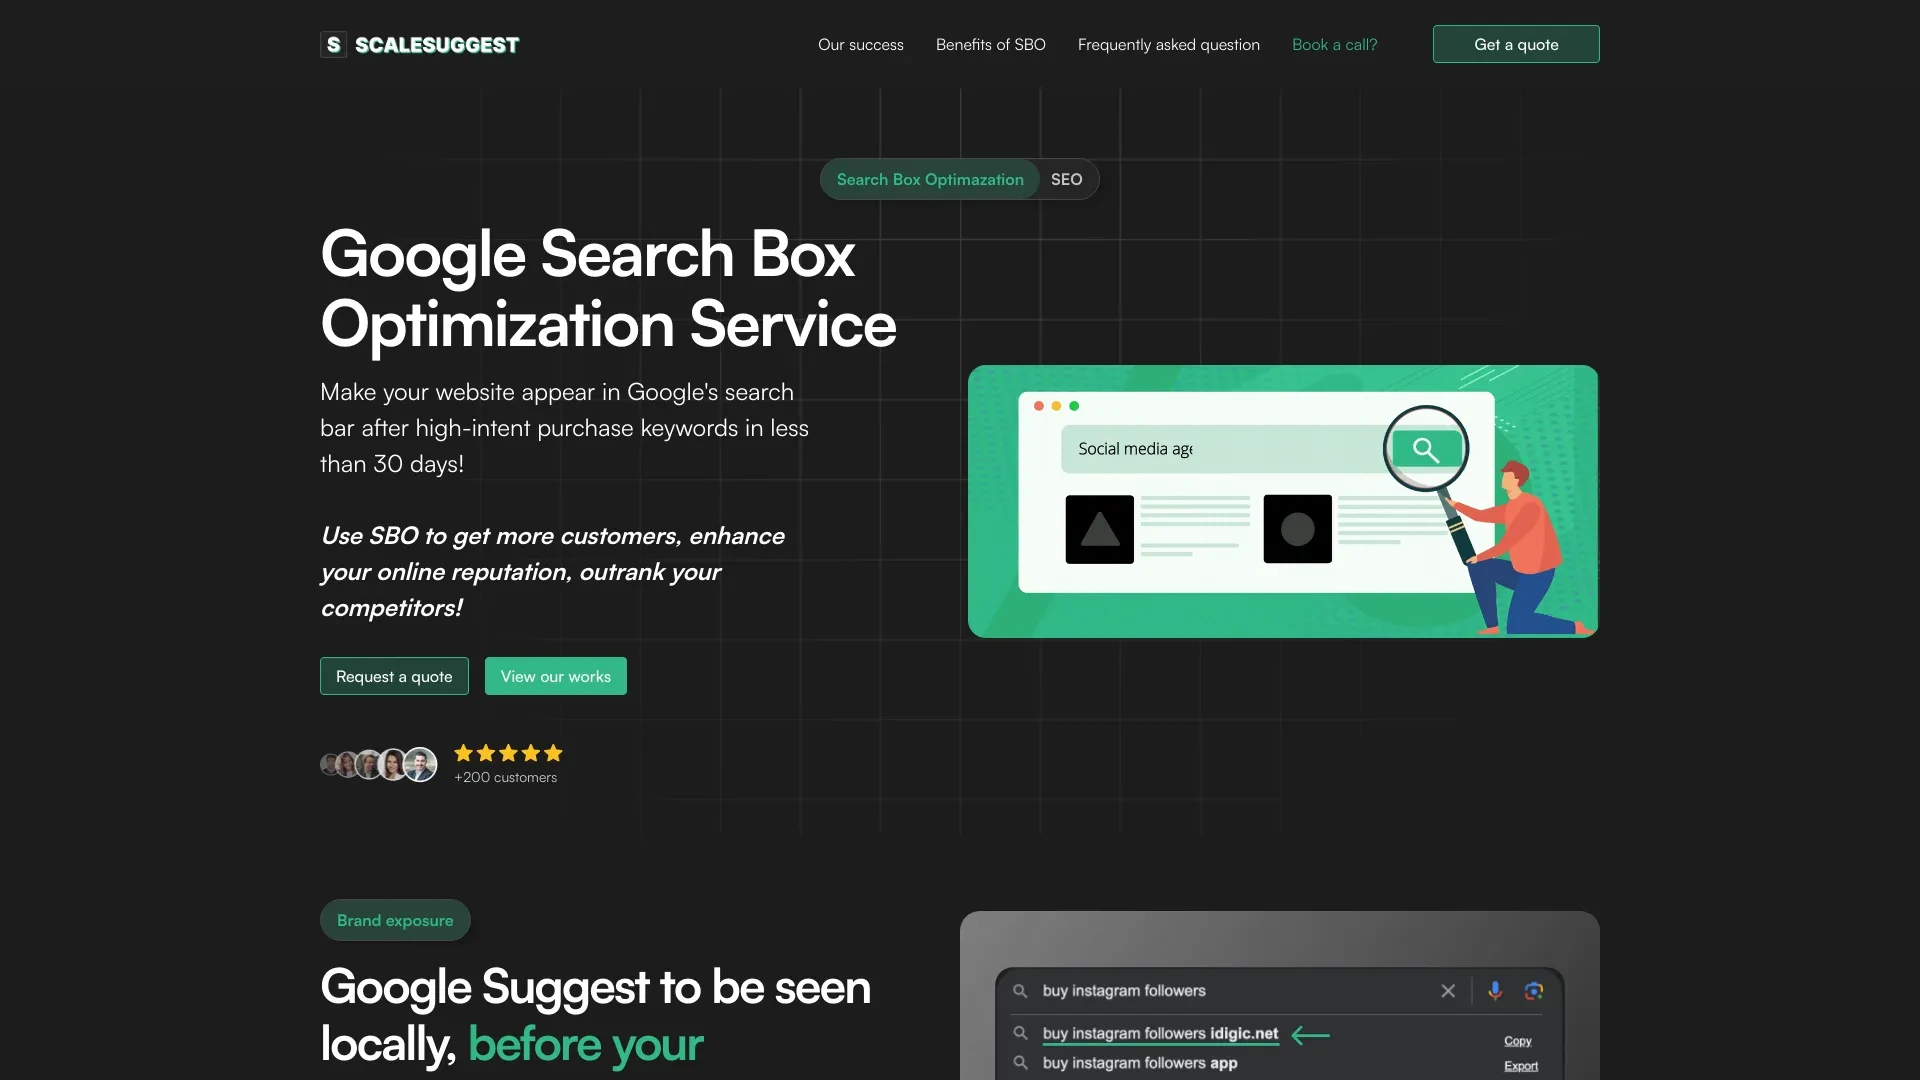 S SCALESUGGEST
Our success
Benefits of SBO
Frequently asked question
Book a call?
Get a quote
Search Box Optimazation
SEO
Google Search Box
Optimization Service
Make your website appear in Google's search
bar after high-intent purchase keywords in less
than 30 days!
Use SBO to get more customers, enhance
your online reputation, outrank your
competitors!
Request a quote
View our works
+200 customers
Social media age
Brand exposure
Google Suggest to be seen
locally, before your
buy instagram followers
buy instagram followers idigic.net
Copy
buy instagram followers app
Export